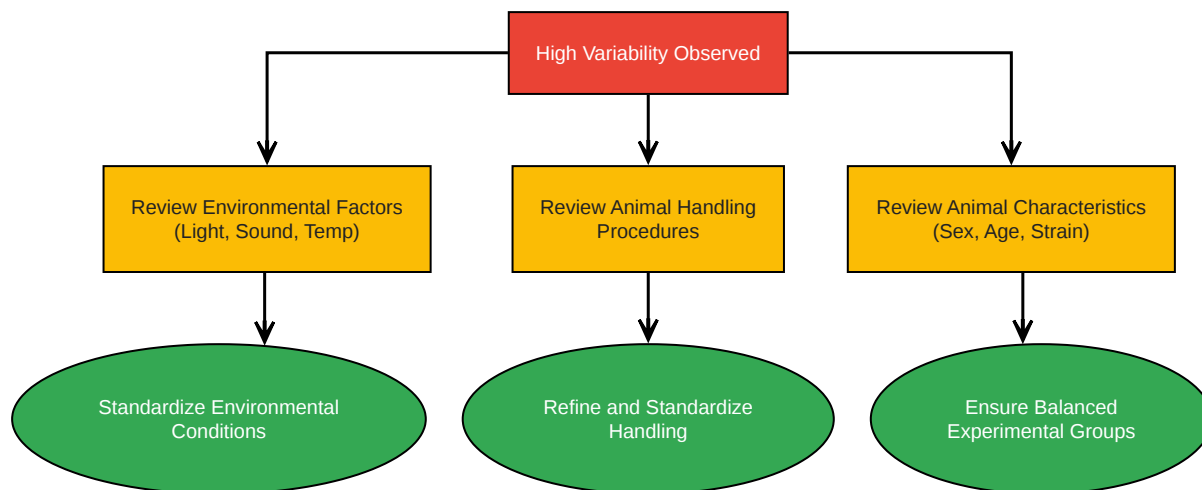 High Variability Observed
Review Environmental Factors
(Light, Sound, Temp)
Review Animal Handling
Procedures
Review Animal Characteristics
(Sex, Age, Strain)
Standardize Environmental
Conditions
Refine and Standardize
Handling
Ensure Balanced
Experimental Groups